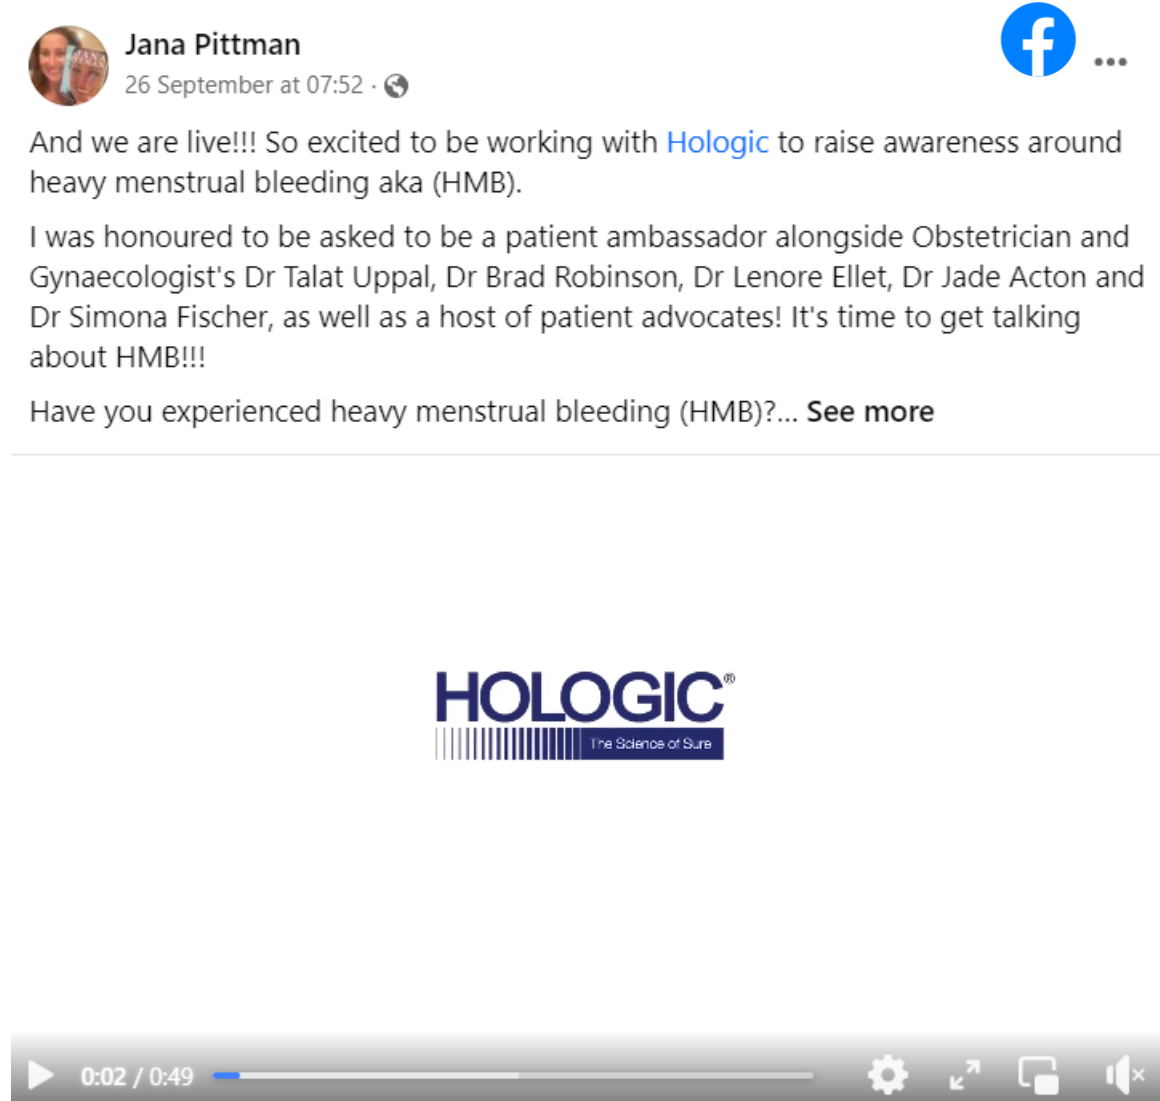 Jana Pittman
26 September at 07:52 ·
And we are live!!! So excited to be working with Hologic to raise awareness around
heavy menstrual bleeding aka (HMB).
I was honoured to be asked to be a patient ambassador alongside Obstetrician and
Gynaecologist's Dr Talat Uppal, Dr Brad Robinson, Dr Lenore Ellet, Dr Jade Acton and
Dr Simona Fischer, as well as a host of patient advocates! It's time to get talking
about HMB!!!
Have you experienced heavy menstrual bleeding (HMB)?... See more
HOLOGIC®
The Science of Sure
0:02 / 0:49